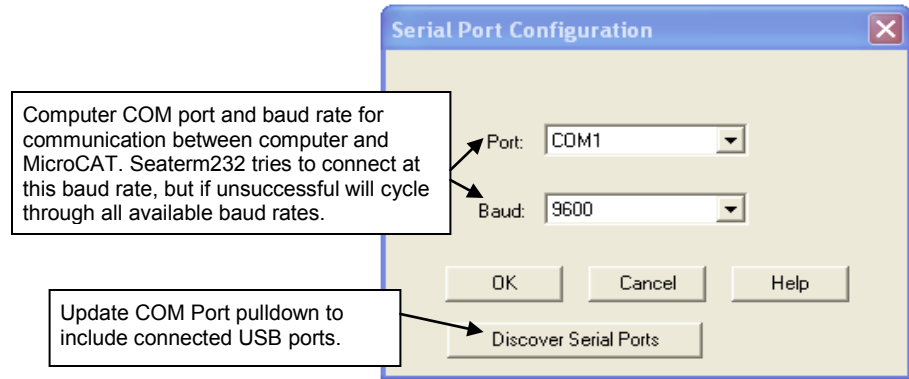 Serial Port Configuration
Computer COM port and baud rate for
communication between computer and
MicroCAT. Seaterm232 tries to connect at
this baud rate, but if unsuccessful will cycle
through all available baud rates.
Port: COM1
Baud: 9600
OK Cancel Help
Update COM Port pulldown to
include connected USB ports.
Discover Serial Ports